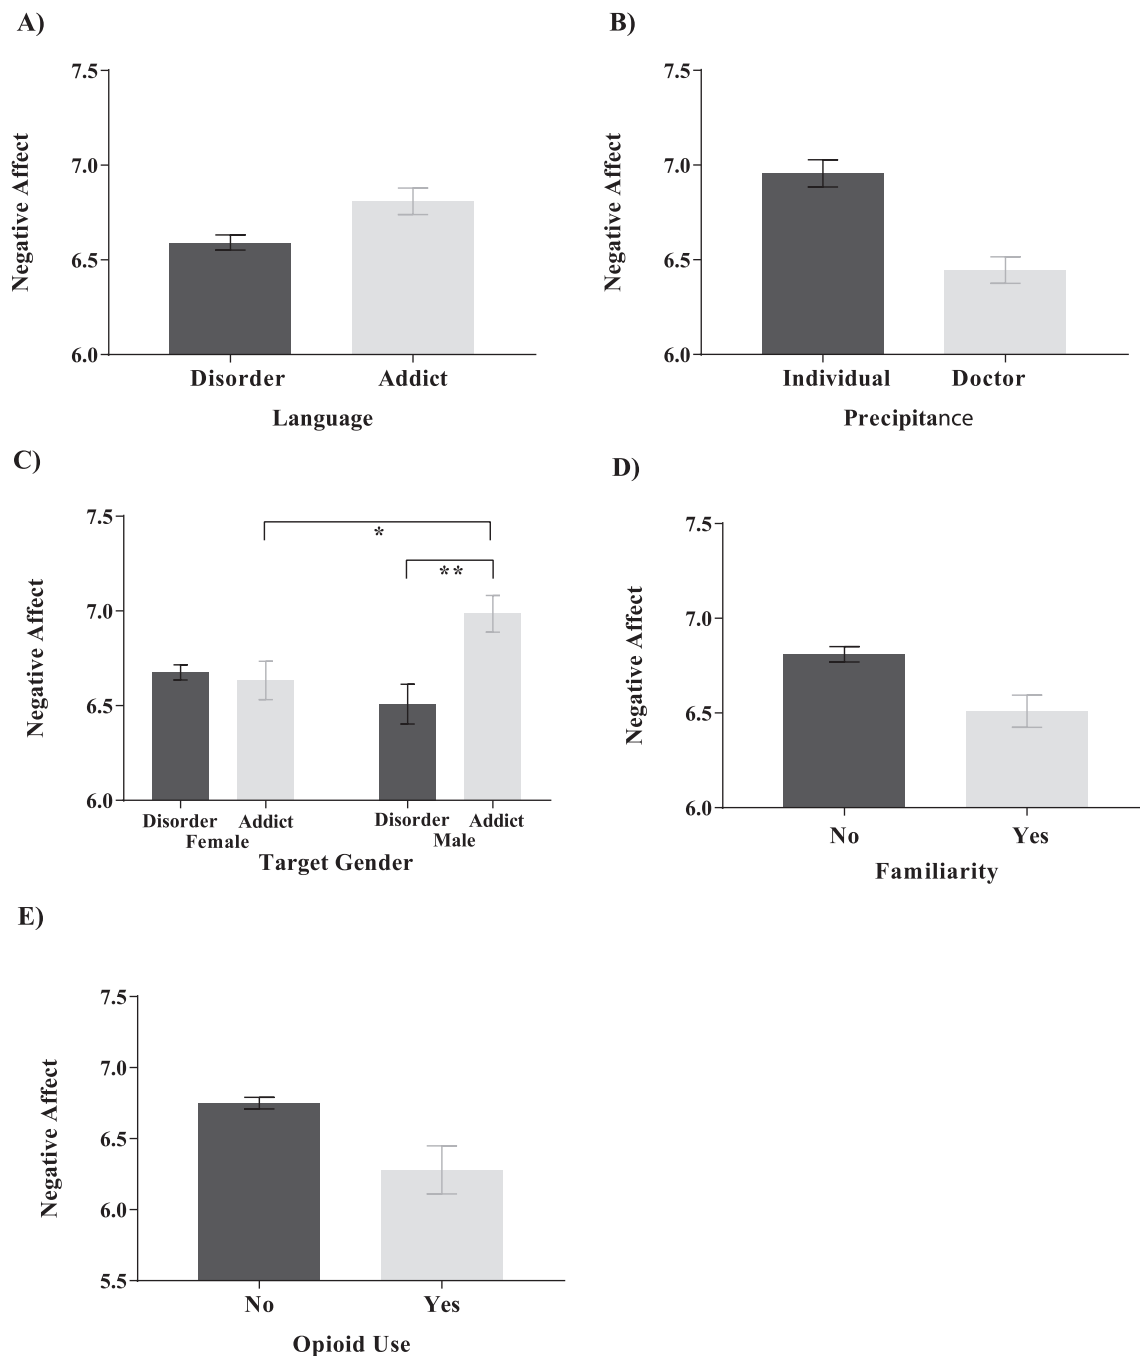 A)
7.5
7.0
6.5
6.0
Negative Affect
Disorder Addict
Language
B)
7.5
7.0
6.5
6.0
Negative Affect
Individual Doctor
Precipitance
C)
7.5
7.0
6.5
6.0
Negative Affect
*
**
Disorder Addict Disorder Addict
Female Male
Target Gender
D)
7.5
7.0
6.5
6.0
Negative Affect
No Yes
Familiarity
E)
7.5
7.0
6.5
6.0
5.5
Negative Affect
No Yes
Opioid Use